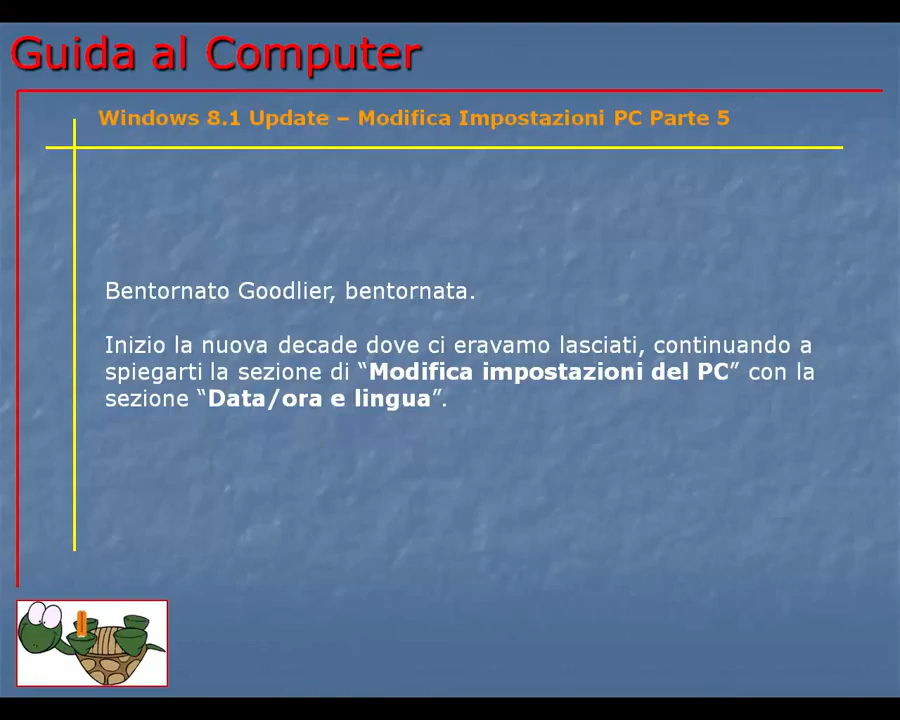 Guida al Computer
Windows 8.1 Update – Modifica Impostazioni PC Parte 5
Bentornato Goodlier, bentornata.
Inizio la nuova decade dove ci eravamo lasciati, continuando a
spiegarti la sezione di “Modifica impostazioni del PC” con la
sezione “Data/ora e lingua”.